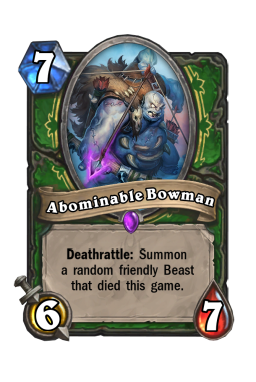 7
Abominable Bowman
Deathrattle: Summon
a random friendly Beast
that died this game.
6
7